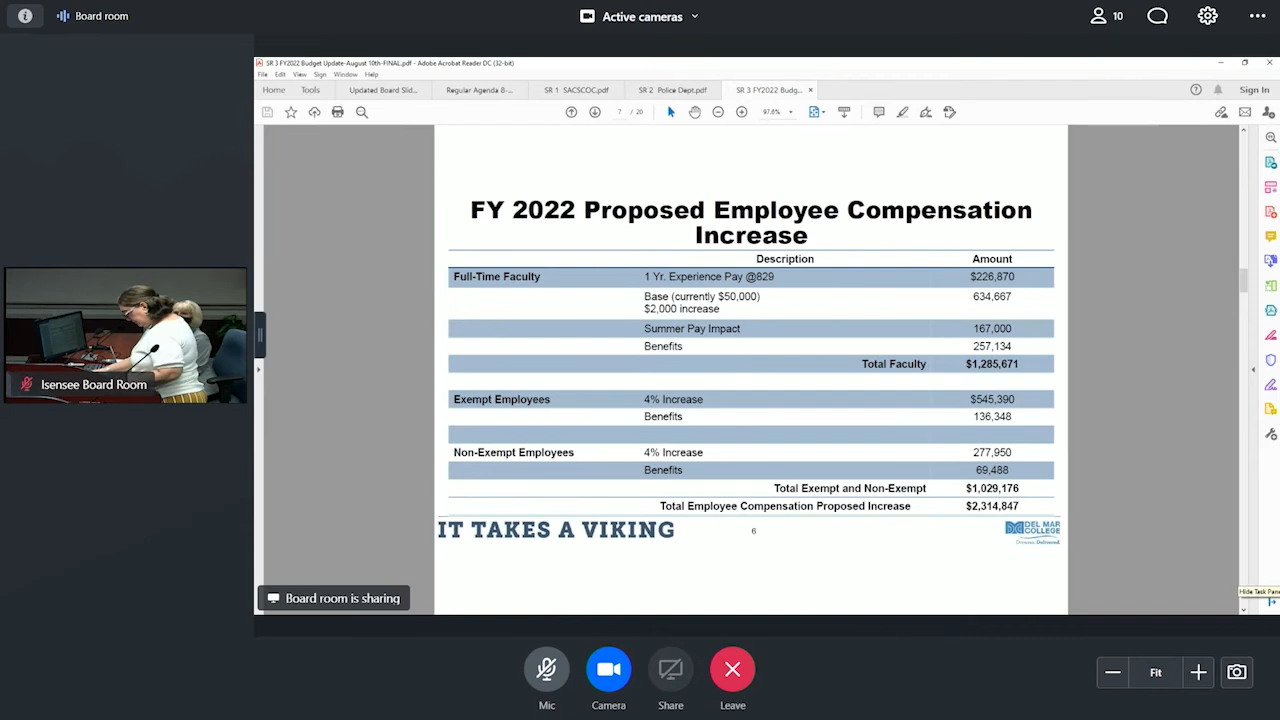 Board room
Active cameras
10
SR 3 FY2022 Budget Update-August 10th-FINAL.pdf - Adobe Acrobat Reader DC (32-bit)
File Edit View Sign Window Help
Home Tools Updated Board Slid... Regular Agenda 8-... SR 1 SACSCOC.pdf SR 2 Police Dept.pdf SR 3 FY2022 Budg... × Sign In
7 / 20 97.8%
FY 2022 Proposed Employee Compensation
Increase
Description Amount
Full-Time Faculty 1 Yr. Experience Pay @829 $226,870
Base (currently $50,000) 634,667
$2,000 increase
Summer Pay Impact 167,000
Benefits 257,134
Total Faculty $1,285,671
Exempt Employees 4% Increase $545,390
Benefits 136,348
Non-Exempt Employees 4% Increase 277,950
Benefits 69,488
Total Exempt and Non-Exempt $1,029,176
Total Employee Compensation Proposed Increase $2,314,847
IT TAKES A VIKING 6 DEL MAR
COLLEGE
Dreams Delivered.
Isensee Board Room
Hide Task Pane
Board room is sharing
Mic Camera Share Leave
Fit